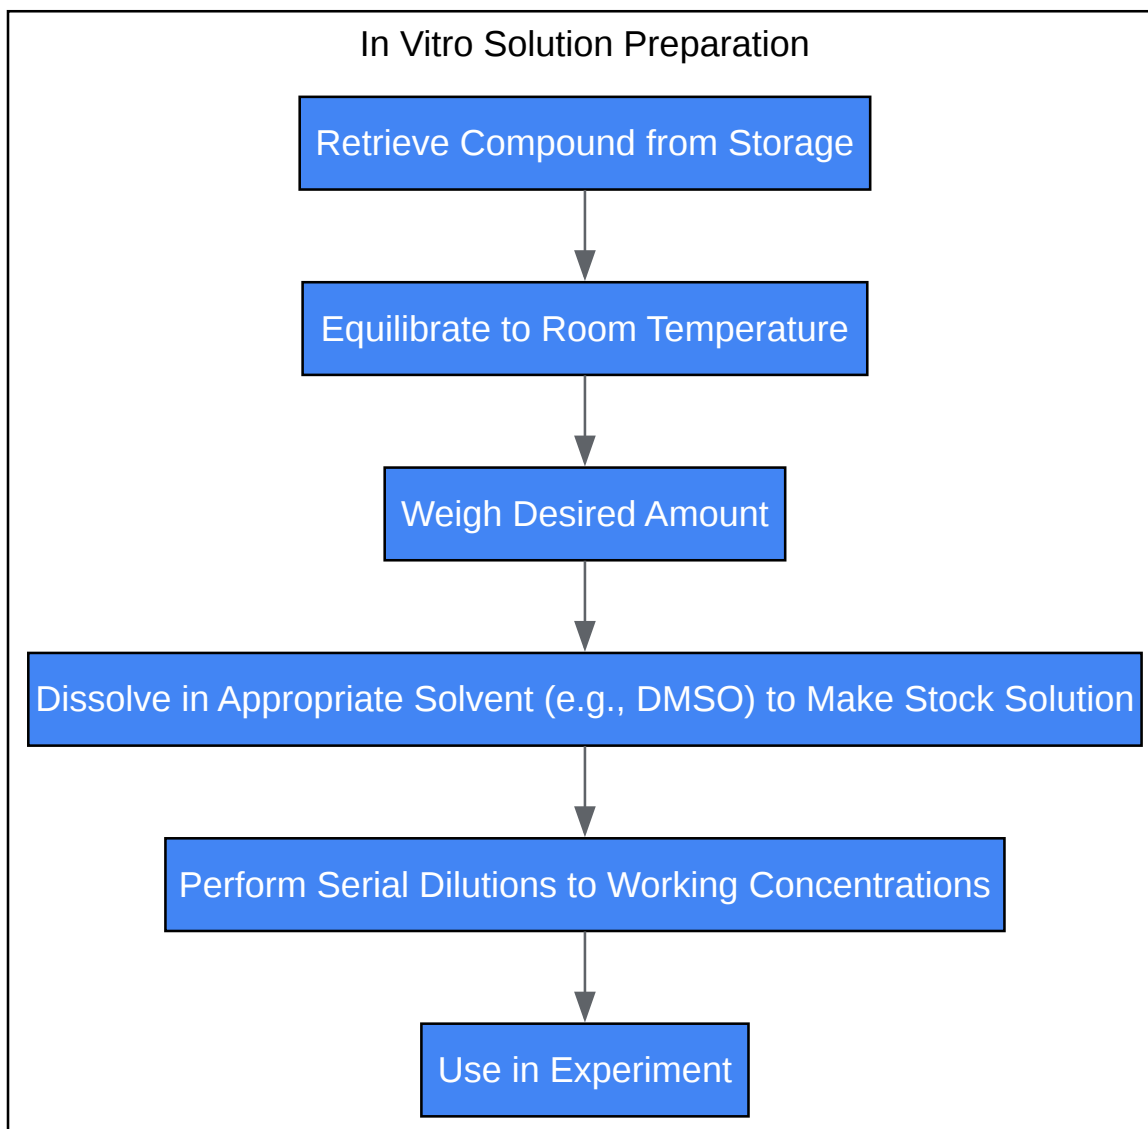 In Vitro Solution Preparation
Retrieve Compound from Storage
Equilibrate to Room Temperature
Weigh Desired Amount
Dissolve in Appropriate Solvent (e.g., DMSO) to Make Stock Solution
Perform Serial Dilutions to Working Concentrations
Use in Experiment